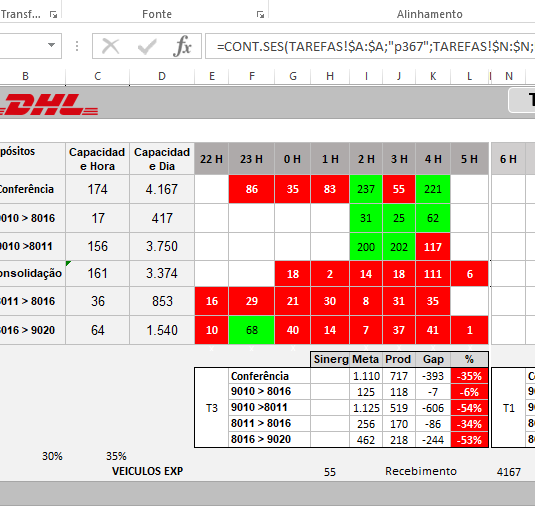 Transf...
Fonte
Alinhamento
fx
=CONT.SES(TAREFAS!$A:$A;"p367";TAREFAS!$N:$N;
B C D E F G H I J K L N
DHL
T
pósitos Capacidad e Hora Capacidad e Dia 22 H 23 H 0 H 1 H 2 H 3 H 4 H 5 H 6 H
Conferência 174 4.167 86 35 83 237 55 221
9010 > 8016 17 417 31 25 62
9010 >8011 156 3.750 200 202 117
onsolidação 161 3.374 18 2 14 18 111 6
8011 > 8016 36 853 16 29 21 30 8 31 35
8016 > 9020 64 1.540 10 68 40 14 7 37 41 1
Sinerg Meta Prod Gap %
Conferência 1.110 717 -393 -35%
9010 > 8016 125 118 -7 -6%
T3 9010 >8011 1.125 519 -606 -54% T1
8011 > 8016 256 170 -86 -34%
8016 > 9020 462 218 -244 -53%
30% 35%
VEICULOS EXP 55 Recebimento 4167